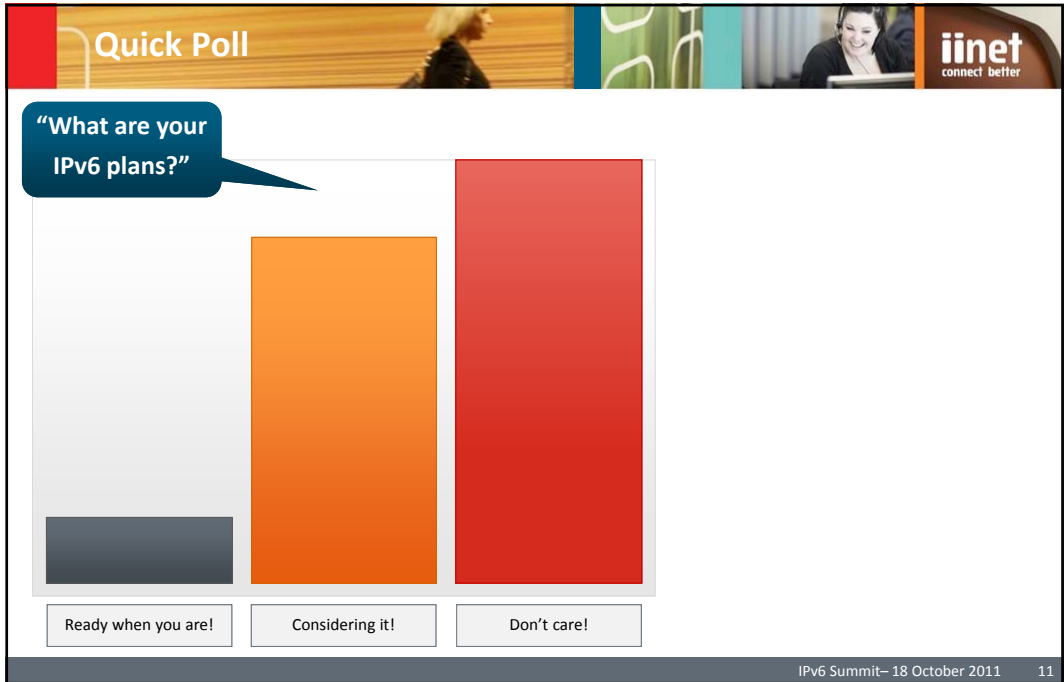 Quick Poll
iinet
connect better
“What are your
IPv6 plans?”
Ready when you are!
Considering it!
Don’t care!
IPv6 Summit– 18 October 2011 11